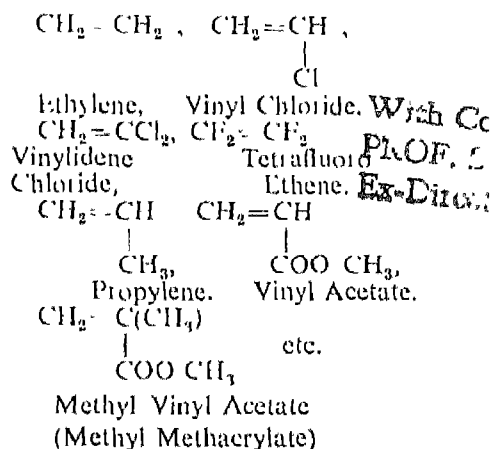 CH2 - CH2 , CH2=CH ,
Cl
Ethylene, Vinyl Chloride. With Co
CH2=CCl2, CF2- CF2
Vinylidene Tetrafluoro PROF.
Chloride, Ethene. Ex-Direc
CH2=-CH CH2=CH
CH3, COO CH3,
Propylene. Vinyl Acetate.
CH2- C(CH3)
etc.
COO CH3
Methyl Vinyl Acetate
(Methyl Methacrylate)